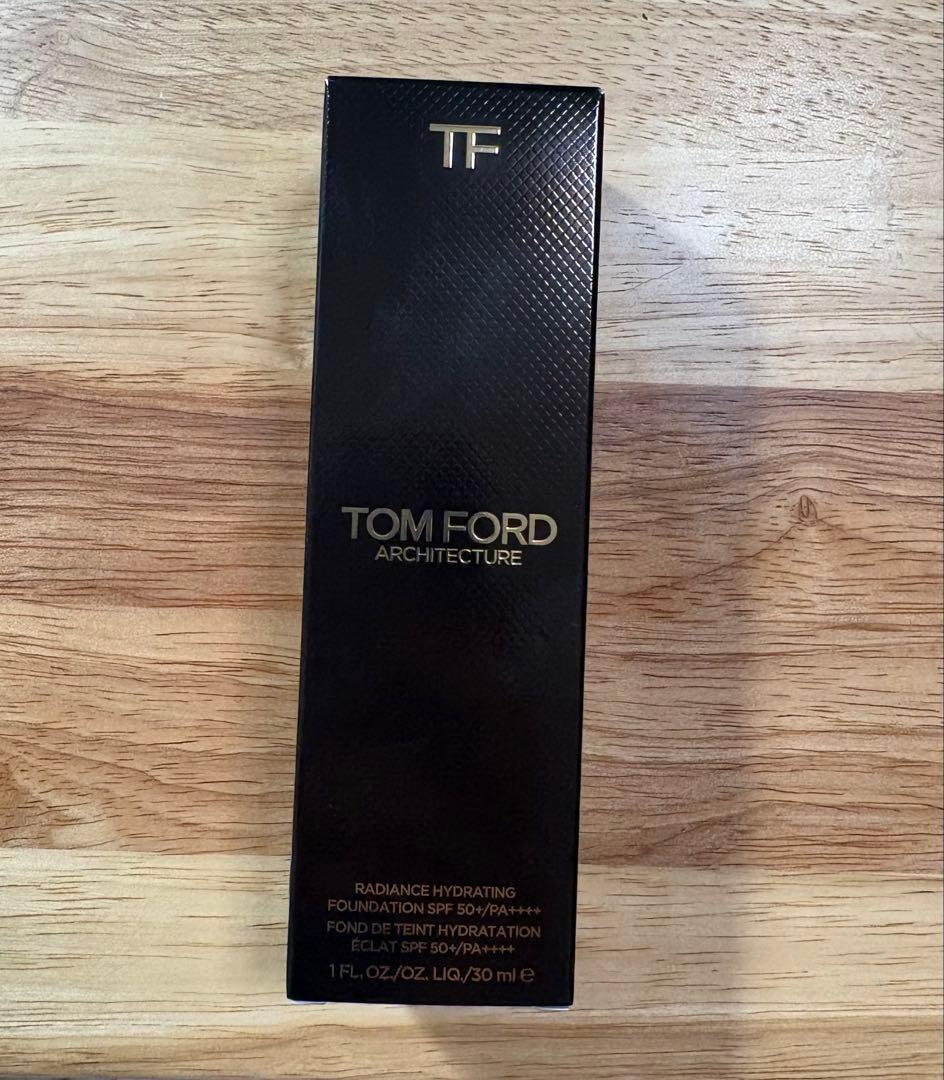 TF
TOM FORD
ARCHITECTURE
RADIANCE HYDRATING
FOUNDATION SPF 50+/PA++++
FOND DE TEINT HYDRATATION
ÉCLAT SPF 50+/PA++++
1 FL. OZ./OZ. LIQ./30 ml ℮